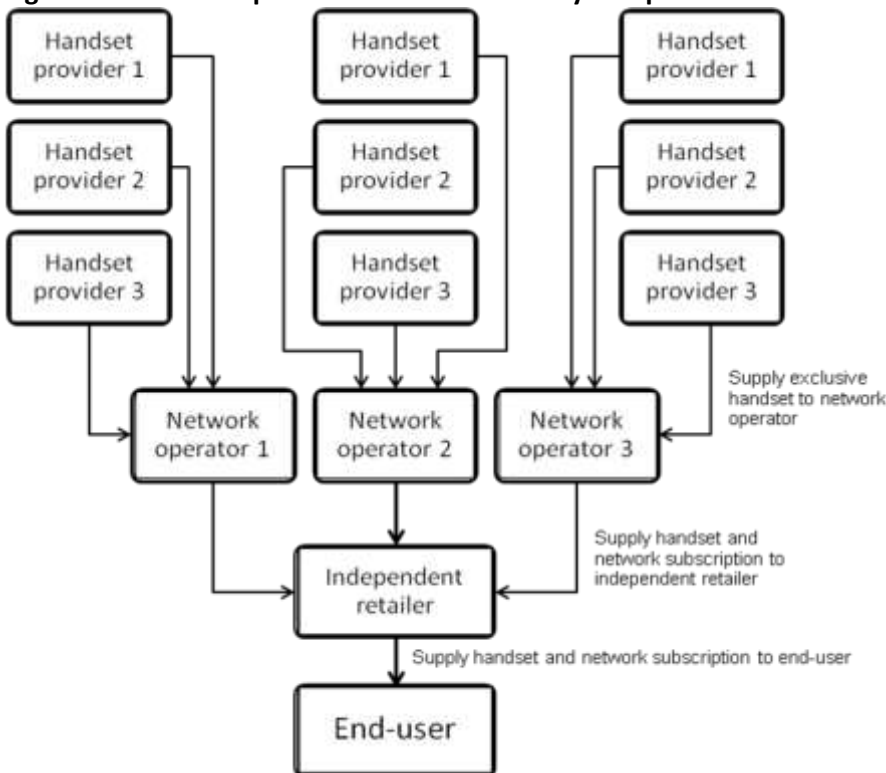 Handset
provider 1
Handset
provider 1
Handset
provider 1
Handset
provider 2
Handset
provider 2
Handset
provider 2
Handset
provider 3
Handset
provider 3
Handset
provider 3
Supply exclusive
handset to network
operator
Network
operator 1
Network
operator 2
Network
operator 3
Supply handset and
network subscription to
independent retailer
Independent
retailer
Supply handset and network subscription to end-user
End-user